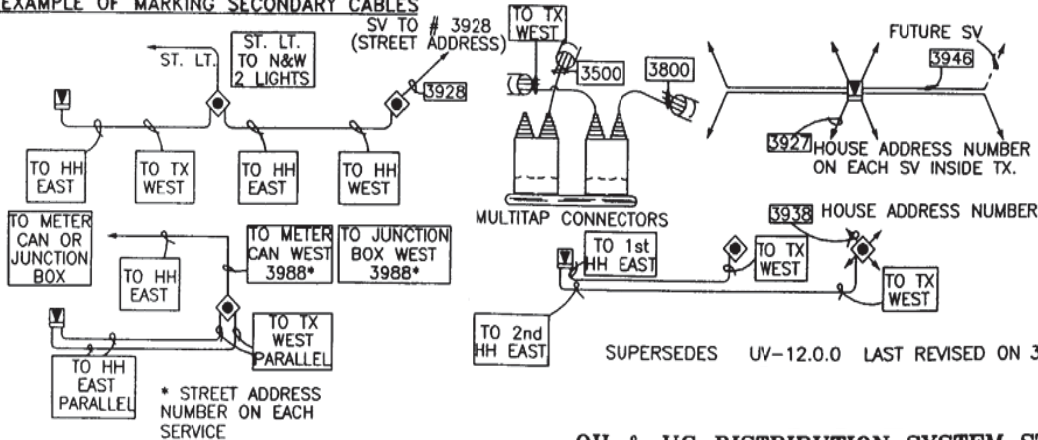 EXAMPLE OF MARKING SECONDARY CABLES
SV TO # 3928
(STREET ADDRESS)
ST. LT.
ST. LT.
TO N&W
2 LIGHTS
3928
TO HH
EAST
TO TX
WEST
TO HH
EAST
TO HH
WEST
TO TX
WEST
3500
3800
MULTITAP CONNECTORS
FUTURE SV
3946
3927
HOUSE ADDRESS NUMBER
ON EACH SV INSIDE TX.
TO METER
CAN OR
JUNCTION
BOX
TO HH
EAST
TO METER
CAN WEST
3988*
TO JUNCTION
BOX WEST
3988*
TO HH
EAST
PARALLEL
TO TX
WEST
PARALLEL
* STREET ADDRESS
NUMBER ON EACH
SERVICE
3938 HOUSE ADDRESS NUMBER
TO 1st
HH EAST
TO TX
WEST
TO TX
WEST
TO 2nd
HH EAST
SUPERSEDES UV-12.0.0 LAST REVISED ON 3